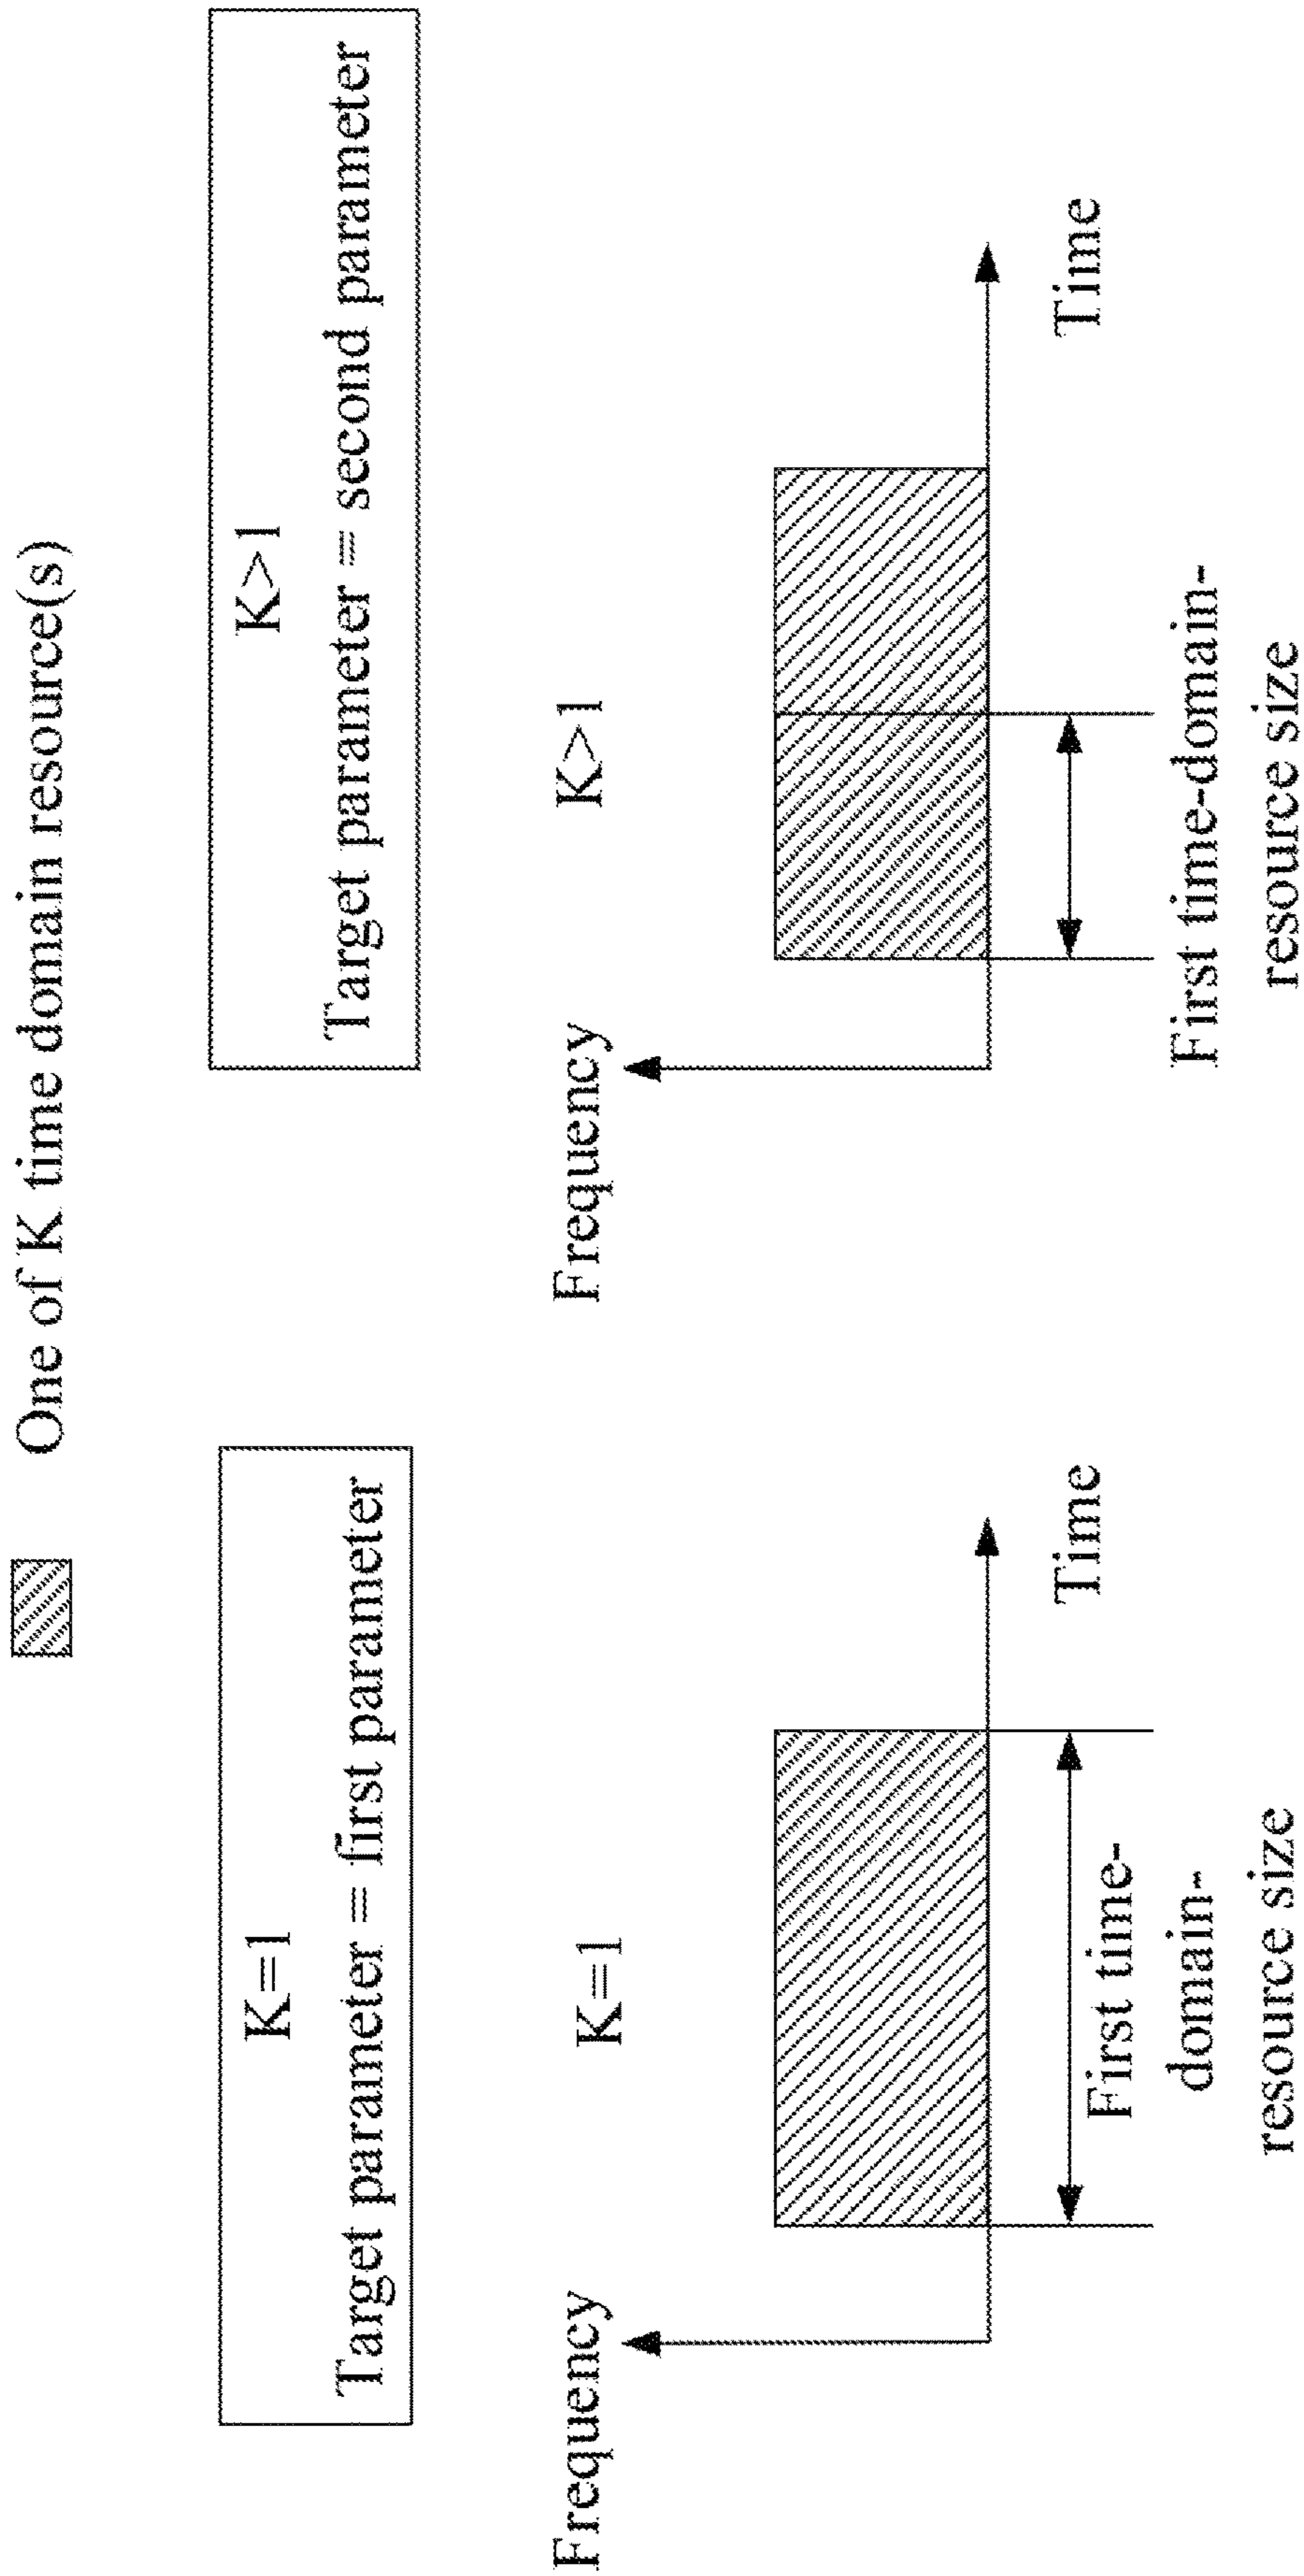 One of K time domain resource(s)
K=1
Target parameter = first parameter
K>1
Target parameter = second parameter
Frequency
K=1
Time
First time-
domain-
resource size
Frequency
K>1
Time
First time-domain-
resource size